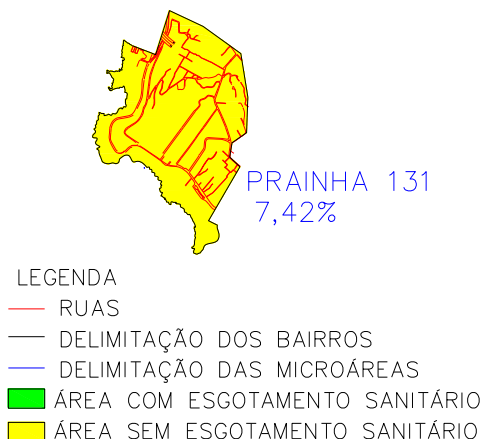 PRAINHA 131
7,42%
LEGENDA
RUAS
DELIMITAÇÃO DOS BAIRROS
DELIMITAÇÃO DAS MICROÁREAS
ÁREA COM ESGOTAMENTO SANITÁRIO
ÁREA SEM ESGOTAMENTO SANITÁRIO